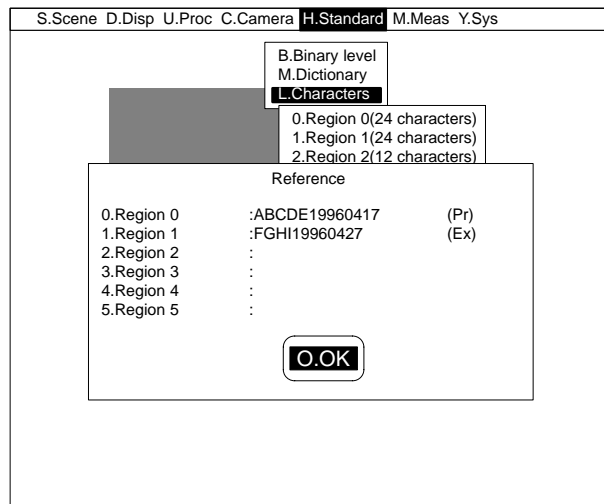 S.Scene D.Disp U.Proc C.Camera H.Standard M.Meas Y.Sys
B.Binary level
M.Dictionary
L.Characters
0.Region 0(24 characters)
1.Region 1(24 characters)
2.Region 2(12 characters)
Reference
0.Region 0 :ABCDE19960417 (Pr)
1.Region 1 :FGHI19960427 (Ex)
2.Region 2 :
3.Region 3 :
4.Region 4 :
5.Region 5 :
O.OK